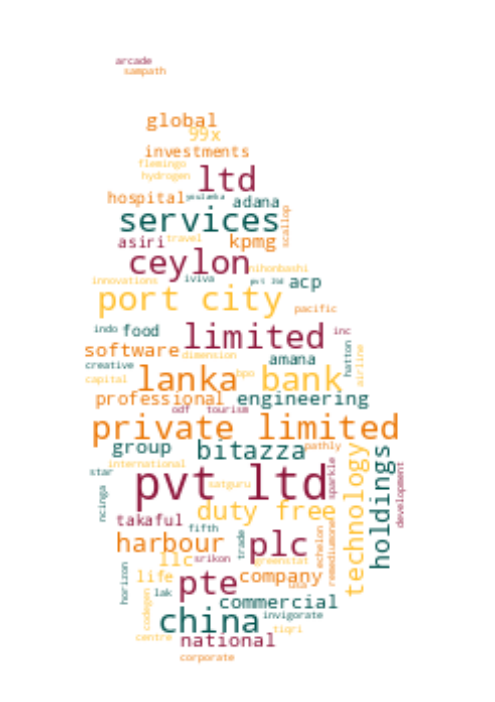 arcade
sampath
global
99x
investments
flemingo
hydrogen
ltd
hospital
adana
services
scallop
asiri
travel
kpmg
ceylon
nihonbashi
innovations
iviva
pvt ltd
acp
port city
pacific
indo
food
limited
inc
software
dimension
amana
hatton
airline
creative
capital
lanka
bpo
bank
professional
engineering
odf
tourism
private limited
group
bitazza
pathly
technology
holdings
international
star
pvt ltd
sparkle
development
satguru
ncinga
duty free
takaful
fifth
trade
echelon
harbour
plc
llc
srikon
greenstat
life
pte
company
horizon
lak
codegen
commercial
china
invigorate
tiqri
centre
national
corporate